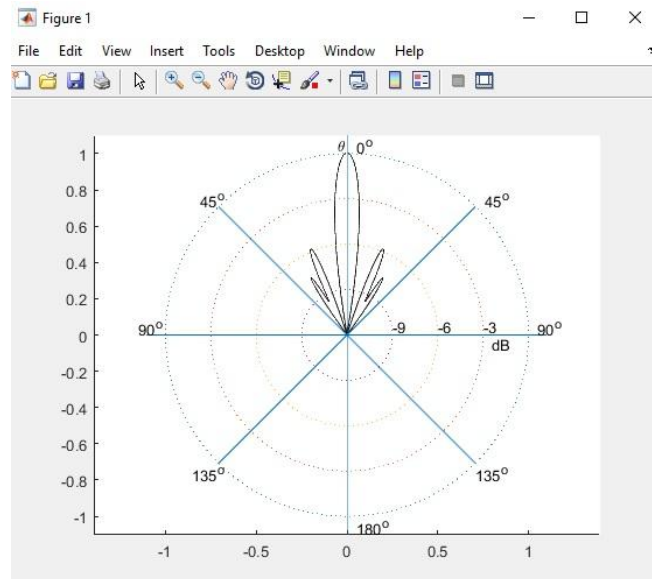 Figure 1
File Edit View Insert Tools Desktop Window Help
1
0.8
0.6
0.4
0.2
0
-0.2
-0.4
-0.6
-0.8
-1
θ 0°
45° 45°
90° -9 -6 -3 90°
dB
135° 135°
180°
-1 -0.5 0 0.5 1